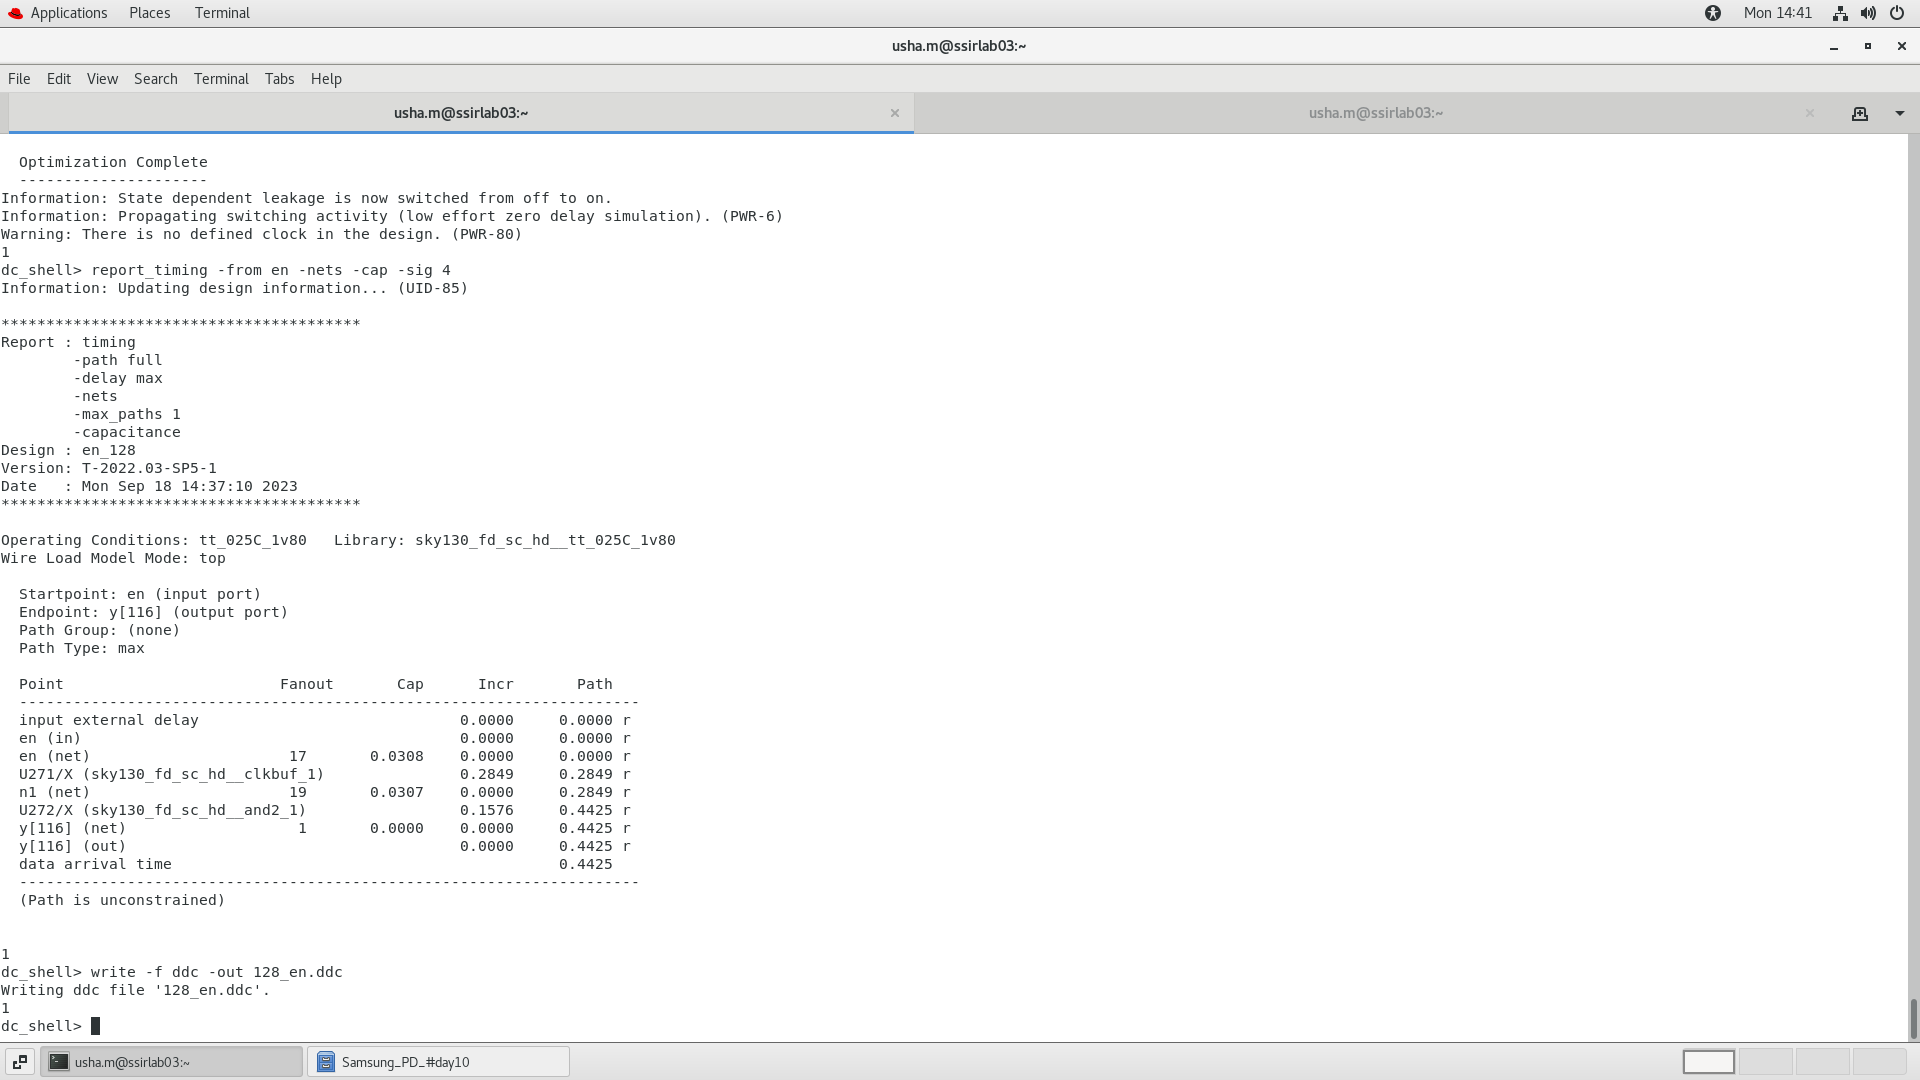 Applications Places Terminal Mon 14:41
usha.m@ssirlab03:~
File Edit View Search Terminal Tabs Help
usha.m@ssirlab03:~ × usha.m@ssirlab03:~ ×
Optimization Complete
---------------------
Information: State dependent leakage is now switched from off to on.
Information: Propagating switching activity (low effort zero delay simulation). (PWR-6)
Warning: There is no defined clock in the design. (PWR-80)
1
dc_shell> report_timing -from en -nets -cap -sig 4
Information: Updating design information... (UID-85)
****************************************
Report : timing
        -path full
        -delay max
        -nets
        -max_paths 1
        -capacitance
Design : en_128
Version: T-2022.03-SP5-1
Date   : Mon Sep 18 14:37:10 2023
****************************************
Operating Conditions: tt_025C_1v80   Library: sky130_fd_sc_hd__tt_025C_1v80
Wire Load Model Mode: top
  Startpoint: en (input port)
  Endpoint: y[116] (output port)
  Path Group: (none)
  Path Type: max
  Point                        Fanout       Cap      Incr       Path
  ---------------------------------------------------------------------
  input external delay                             0.0000     0.0000 r
  en (in)                                          0.0000     0.0000 r
  en (net)                      17       0.0308    0.0000     0.0000 r
  U271/X (sky130_fd_sc_hd__clkbuf_1)               0.2849     0.2849 r
  n1 (net)                      19       0.0307    0.0000     0.2849 r
  U272/X (sky130_fd_sc_hd__and2_1)                 0.1576     0.4425 r
  y[116] (net)                   1       0.0000    0.0000     0.4425 r
  y[116] (out)                                     0.0000     0.4425 r
  data arrival time                                           0.4425
  ---------------------------------------------------------------------
  (Path is unconstrained)
1
dc_shell> write -f ddc -out 128_en.ddc
Writing ddc file '128_en.ddc'.
1
dc_shell>
usha.m@ssirlab03:~ Samsung_PD_#day10